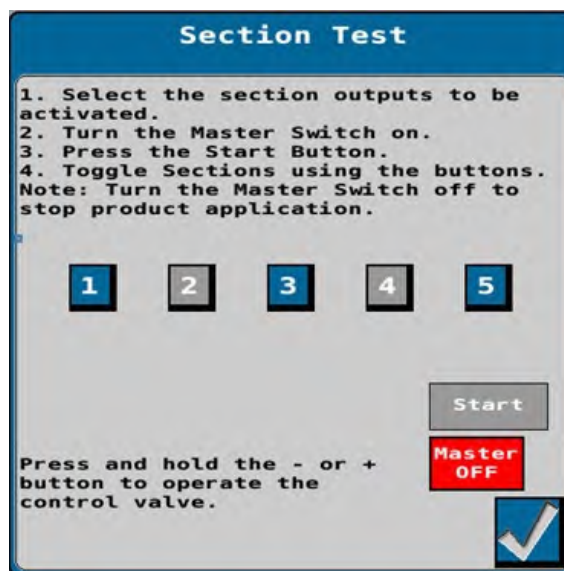 Section Test
1. Select the section outputs to be
activated.
2. Turn the Master Switch on.
3. Press the Start Button.
4. Toggle Sections using the buttons.
Note: Turn the Master Switch off to
stop product application.
1 2 3 4 5
Start
Master
OFF
Press and hold the - or +
button to operate the
control valve.